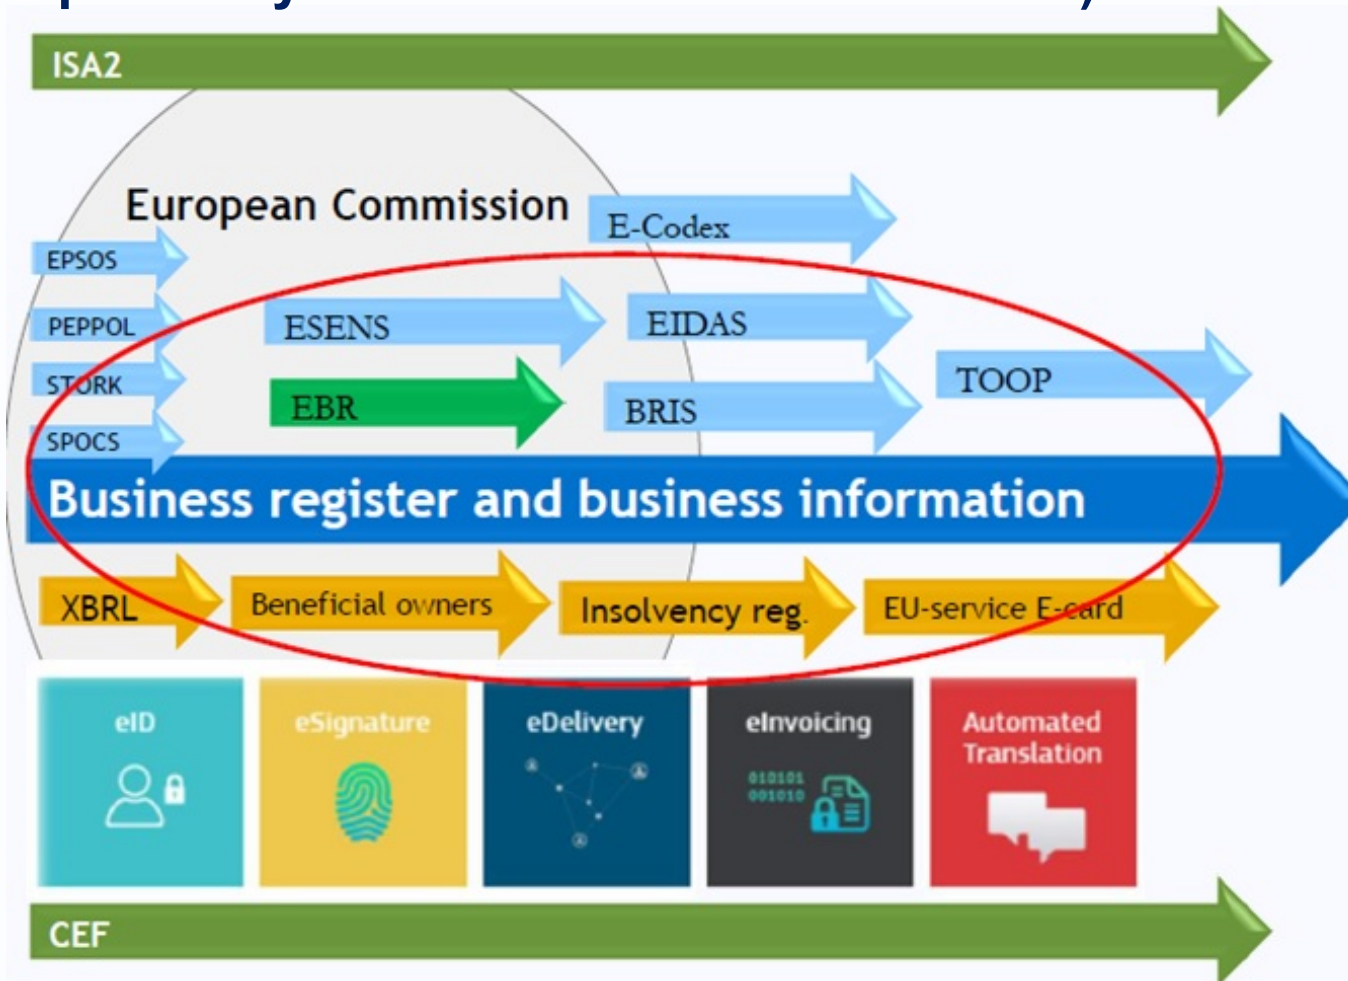 ISA2
European Commission
E-Codex
EPSOS
PEPPOL
ESENS
EIDAS
STORK
EBR
BRIS
TOOP
SPOCS
Business register and business information
XBRL
Beneficial owners
Insolvency reg.
EU-service E-card
eID
eSignature
eDelivery
eInvoicing
010101
001010
Automated
Translation
CEF